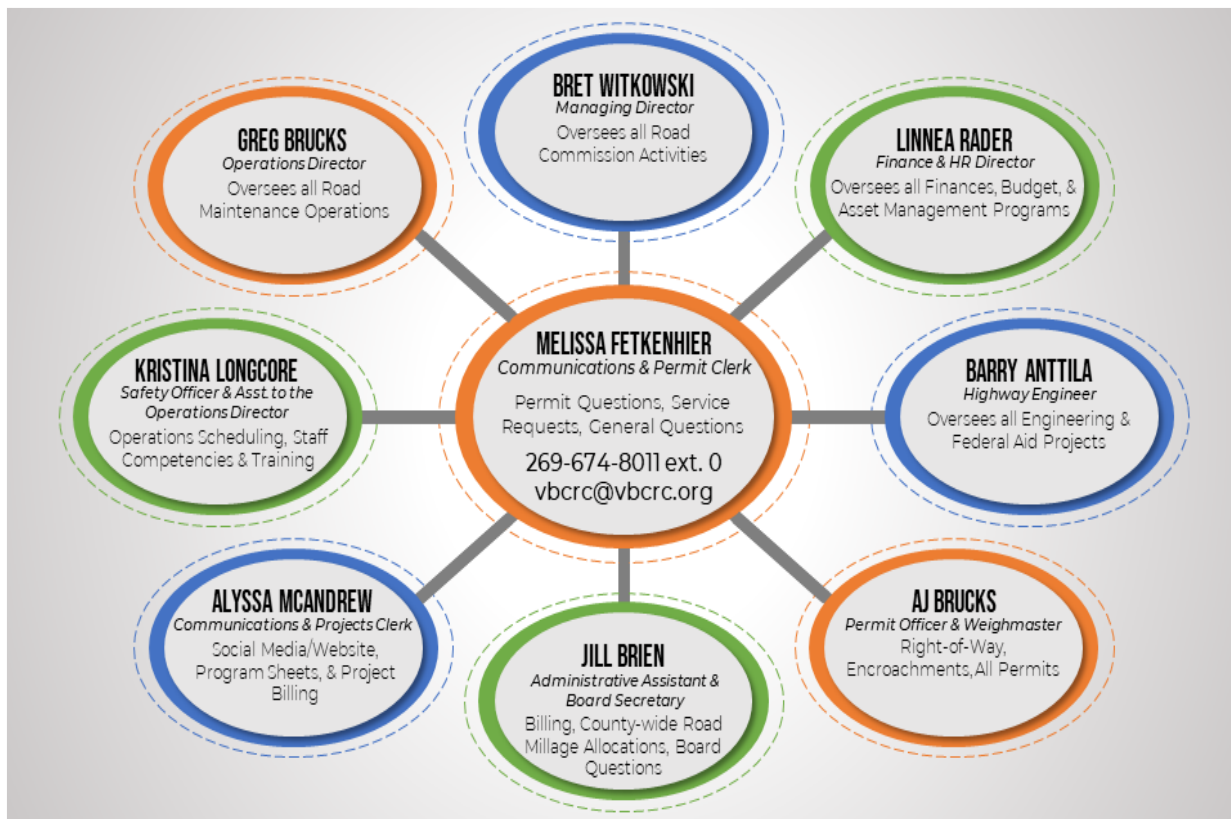 BRET WITKOWSKI
Managing Director
Oversees all Road
Commission Activities
GREG BRUCKS
Operations Director
Oversees all Road
Maintenance Operations
LINNEA RADER
Finance & HR Director
Oversees all Finances, Budget, &
Asset Management Programs
KRISTINA LONGCORE
Safety Officer & Asst. to the
Operations Director
Operations Scheduling, Staff
Competencies & Training
MELISSA FETKENHIER
Communications & Permit Clerk
Permit Questions, Service
Requests, General Questions
269-674-8011 ext. 0
vbcrc@vbcrc.org
BARRY ANTTILA
Highway Engineer
Oversees all Engineering &
Federal Aid Projects
ALYSSA MCANDREW
Communications & Projects Clerk
Social Media/Website,
Program Sheets, & Project
Billing
JILL BRIEN
Administrative Assistant &
Board Secretary
Billing, County-wide Road
Millage Allocations, Board
Questions
AJ BRUCKS
Permit Officer & Weighmaster
Right-of-Way,
Encroachments, All Permits